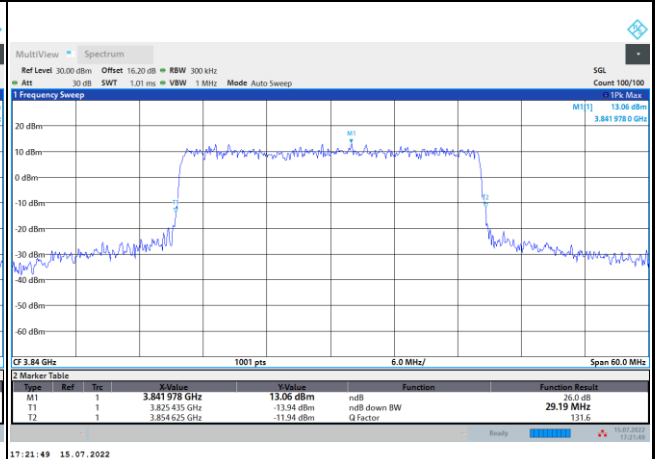 MultiView Spectrum
Ref Level 30.00 dBm Offset 16.20 dB RBW 300 kHz SGL
Att 30 dB SWT 1.01 ms VBW 1 MHz Mode Auto Sweep Count 100/100
1 Frequency Sweep 1Pk Max
M1[1] 13.06 dBm
3.841 978 0 GHz
20 dBm
M1
10 dBm
0 dBm
-10 dBm
T1
T2
-20 dBm
-30 dBm
-40 dBm
-50 dBm
-60 dBm
CF 3.84 GHz 1001 pts 6.0 MHz/ Span 60.0 MHz
2 Marker Table
Type Ref Trc X-Value Y-Value Function Function Result
M1 1 3.841 978 GHz 13.06 dBm ndB 26.0 dB
T1 1 3.825 435 GHz -13.94 dBm ndB down BW 29.19 MHz
T2 1 3.854 625 GHz -11.94 dBm Q Factor 131.6
Ready 15.07.2022
17:21:49
17:21:49 15.07.2022